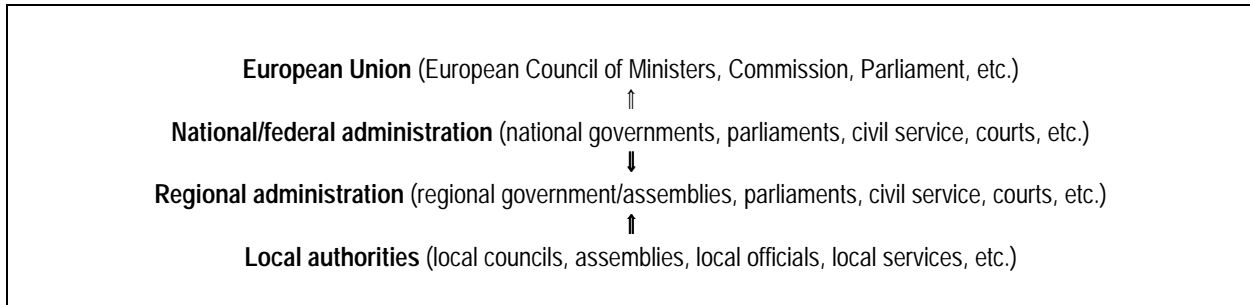 European Union (European Council of Ministers, Commission, Parliament, etc.)
⇑
National/federal administration (national governments, parliaments, civil service, courts, etc.)
⇓
Regional administration (regional government/assemblies, parliaments, civil service, courts, etc.)
⇑
Local authorities (local councils, assemblies, local officials, local services, etc.)